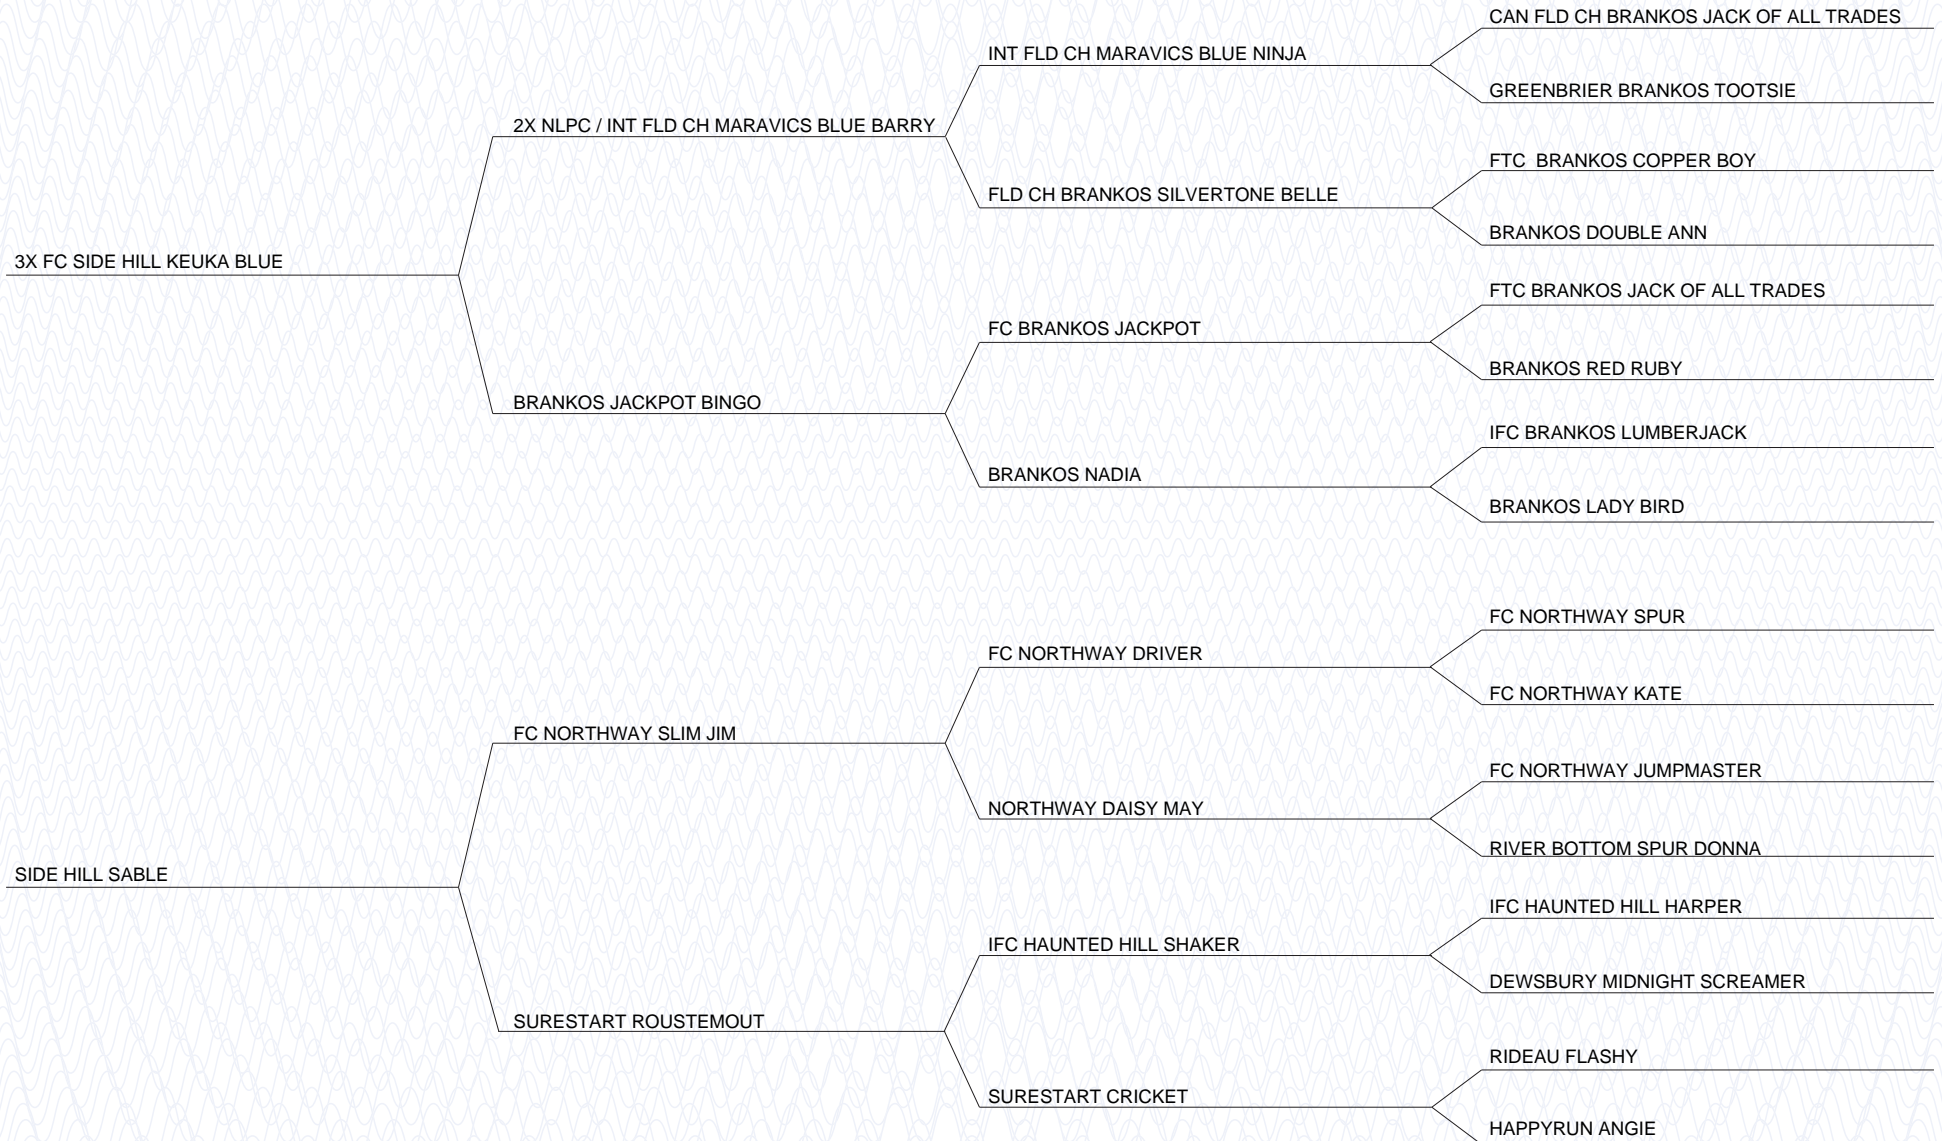 CAN FLD CH BRANKOS JACK OF ALL TRADES
INT FLD CH MARAVICS BLUE NINJA
GREENBRIER BRANKOS TOOTSIE
2X NLPC / INT FLD CH MARAVICS BLUE BARRY
FTC  BRANKOS COPPER BOY
FLD CH BRANKOS SILVERTONE BELLE
BRANKOS DOUBLE ANN
3X FC SIDE HILL KEUKA BLUE
FTC BRANKOS JACK OF ALL TRADES
FC BRANKOS JACKPOT
BRANKOS RED RUBY
BRANKOS JACKPOT BINGO
IFC BRANKOS LUMBERJACK
BRANKOS NADIA
BRANKOS LADY BIRD
FC NORTHWAY SPUR
FC NORTHWAY DRIVER
FC NORTHWAY KATE
FC NORTHWAY SLIM JIM
FC NORTHWAY JUMPMASTER
NORTHWAY DAISY MAY
RIVER BOTTOM SPUR DONNA
SIDE HILL SABLE
IFC HAUNTED HILL HARPER
IFC HAUNTED HILL SHAKER
DEWSBURY MIDNIGHT SCREAMER
SURESTART ROUSTEMOUT
RIDEAU FLASHY
SURESTART CRICKET
HAPPYRUN ANGIE